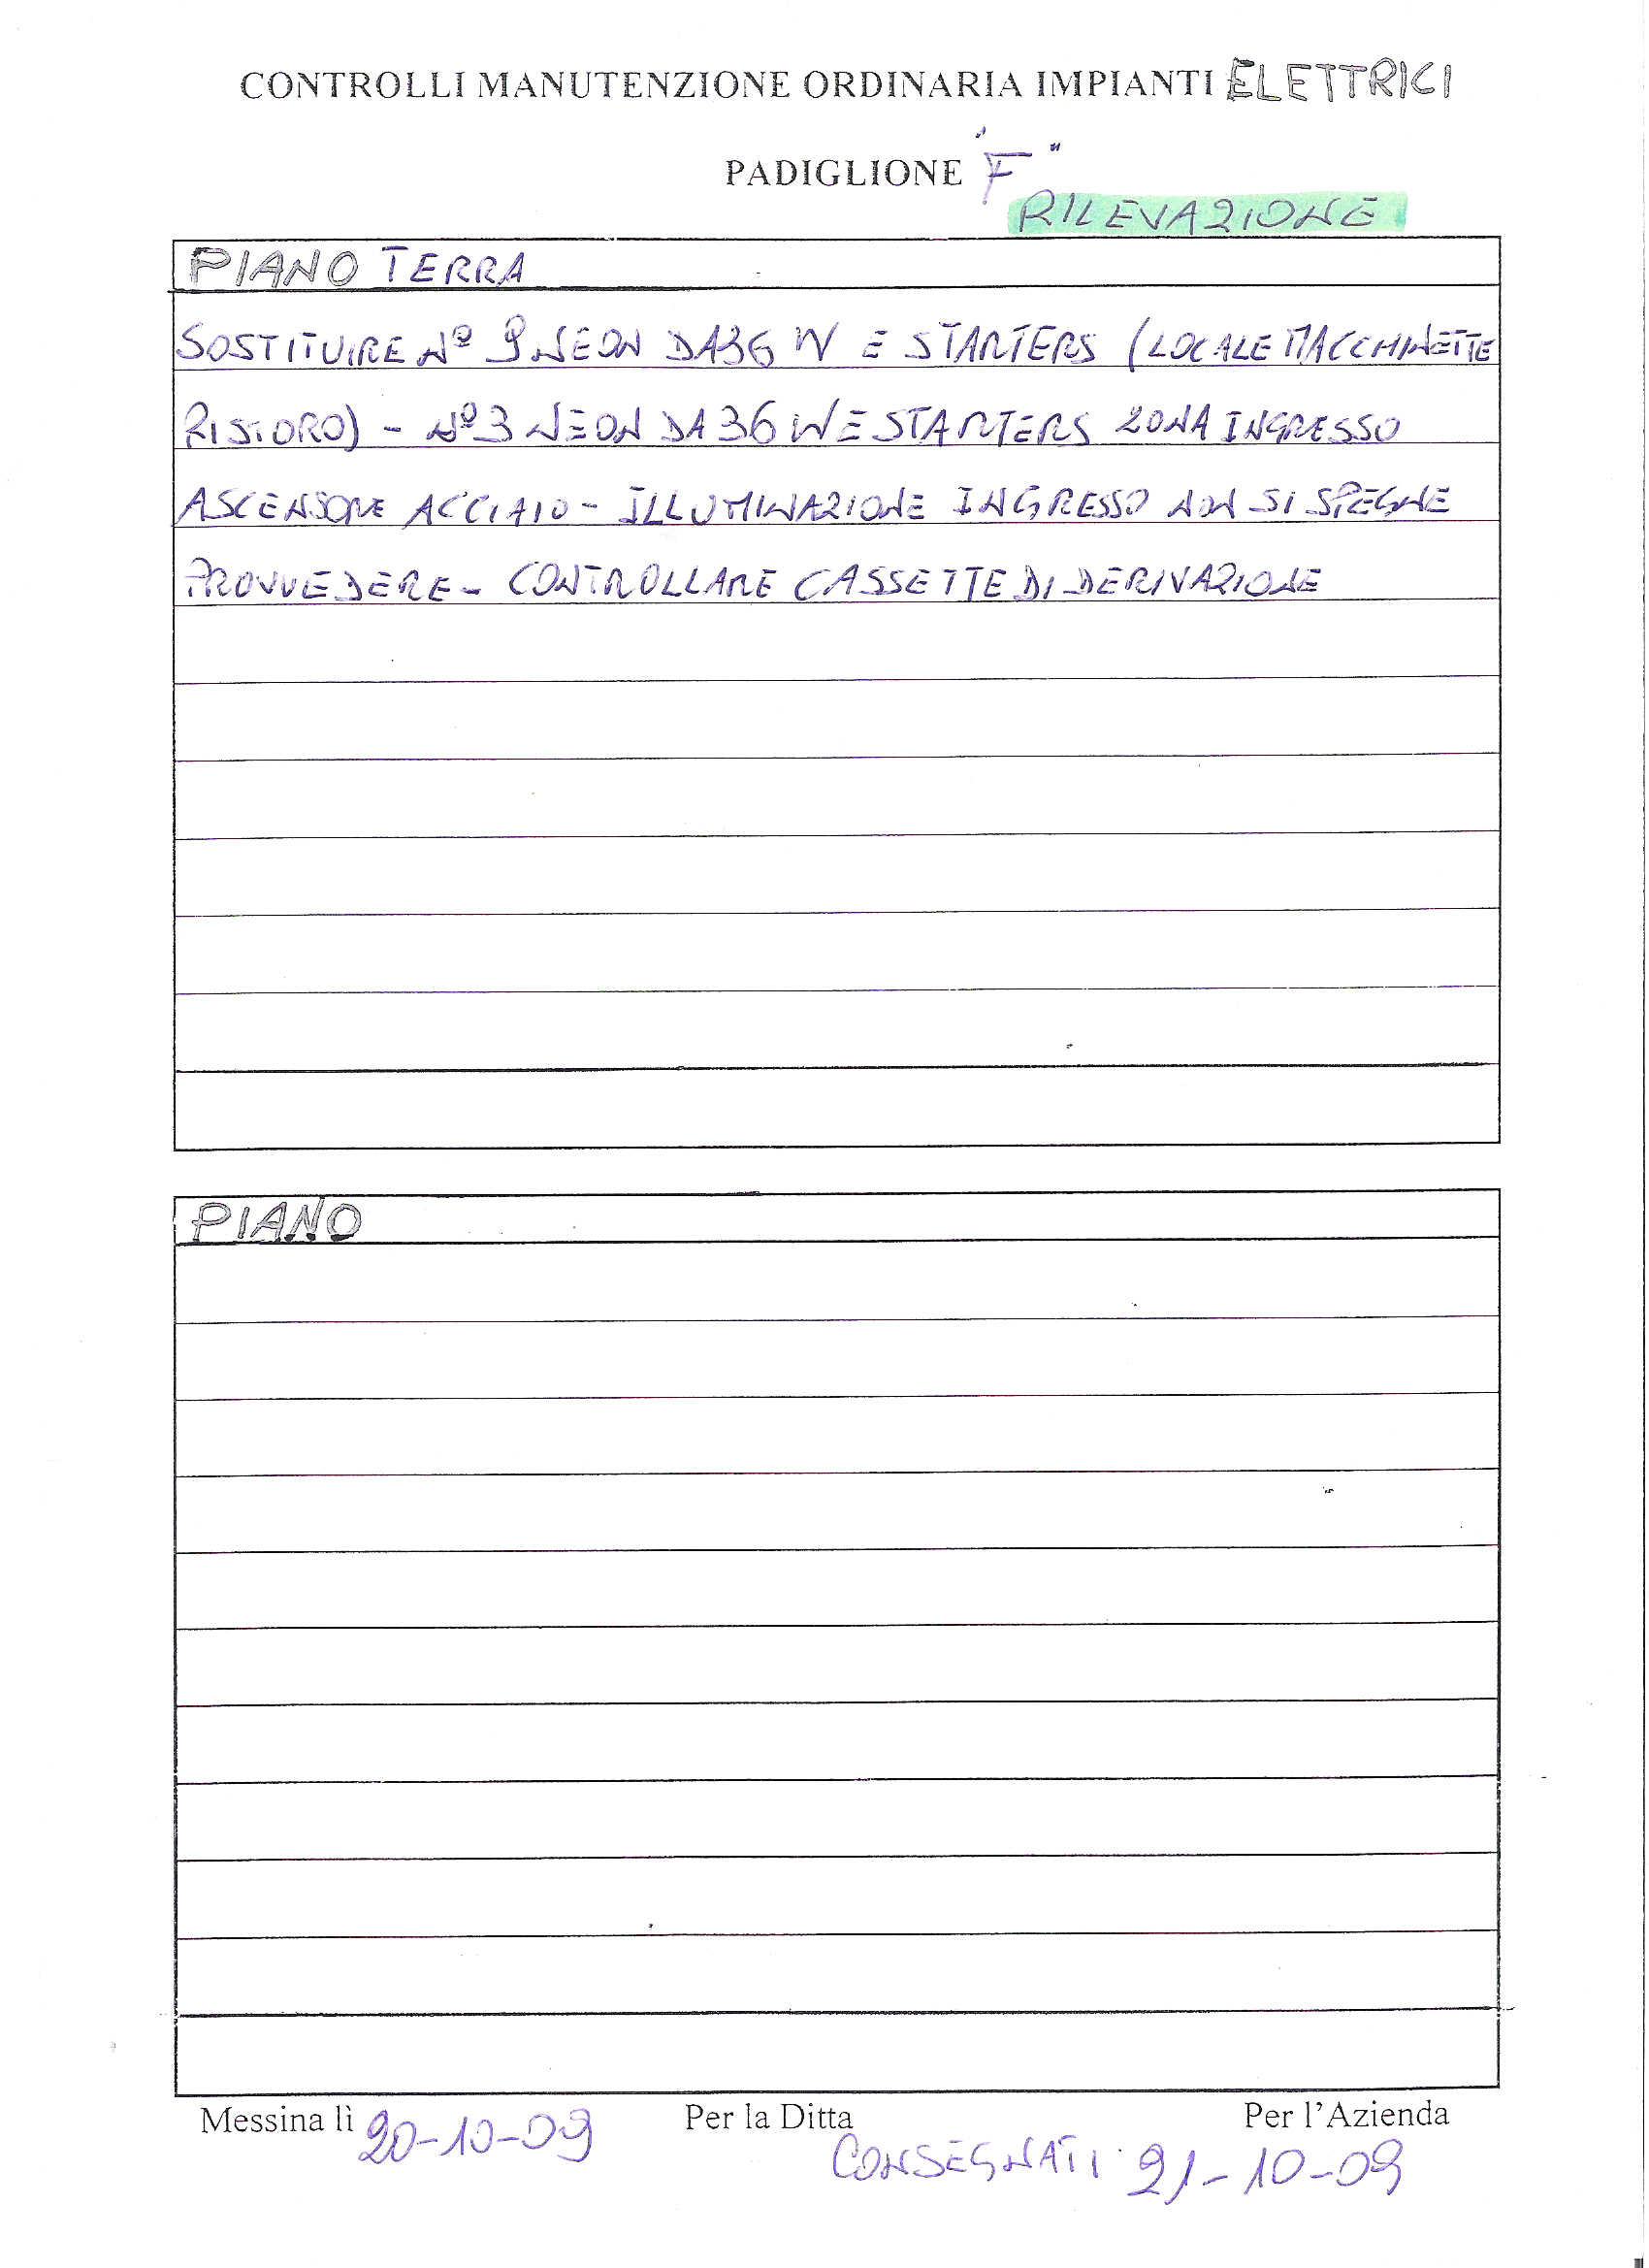 CONTROLLI MANUTENZIONE ORDINARIA IMPIANTI ELETTRICI
PADIGLIONE "F"
RILEVAZIONE
PIANO TERRA
SOSTITUIRE Nº 9 NEON DA 36 W E STARTERS (LOCALE MACCHINETTE
RISTORO) - Nº 3 NEON DA 36 W E STARTERS ZONA INGRESSO
ASCENSORE ACCIAIO - ILLUMINAZIONE INGRESSO NON SI SPEGNE
PROVVEDERE - CONTROLLARE CASSETTE DI DERIVAZIONE
PIANO
Messina lì 20-10-09 Per la Ditta Per l'Azienda
CONSEGNATI 21-10-09